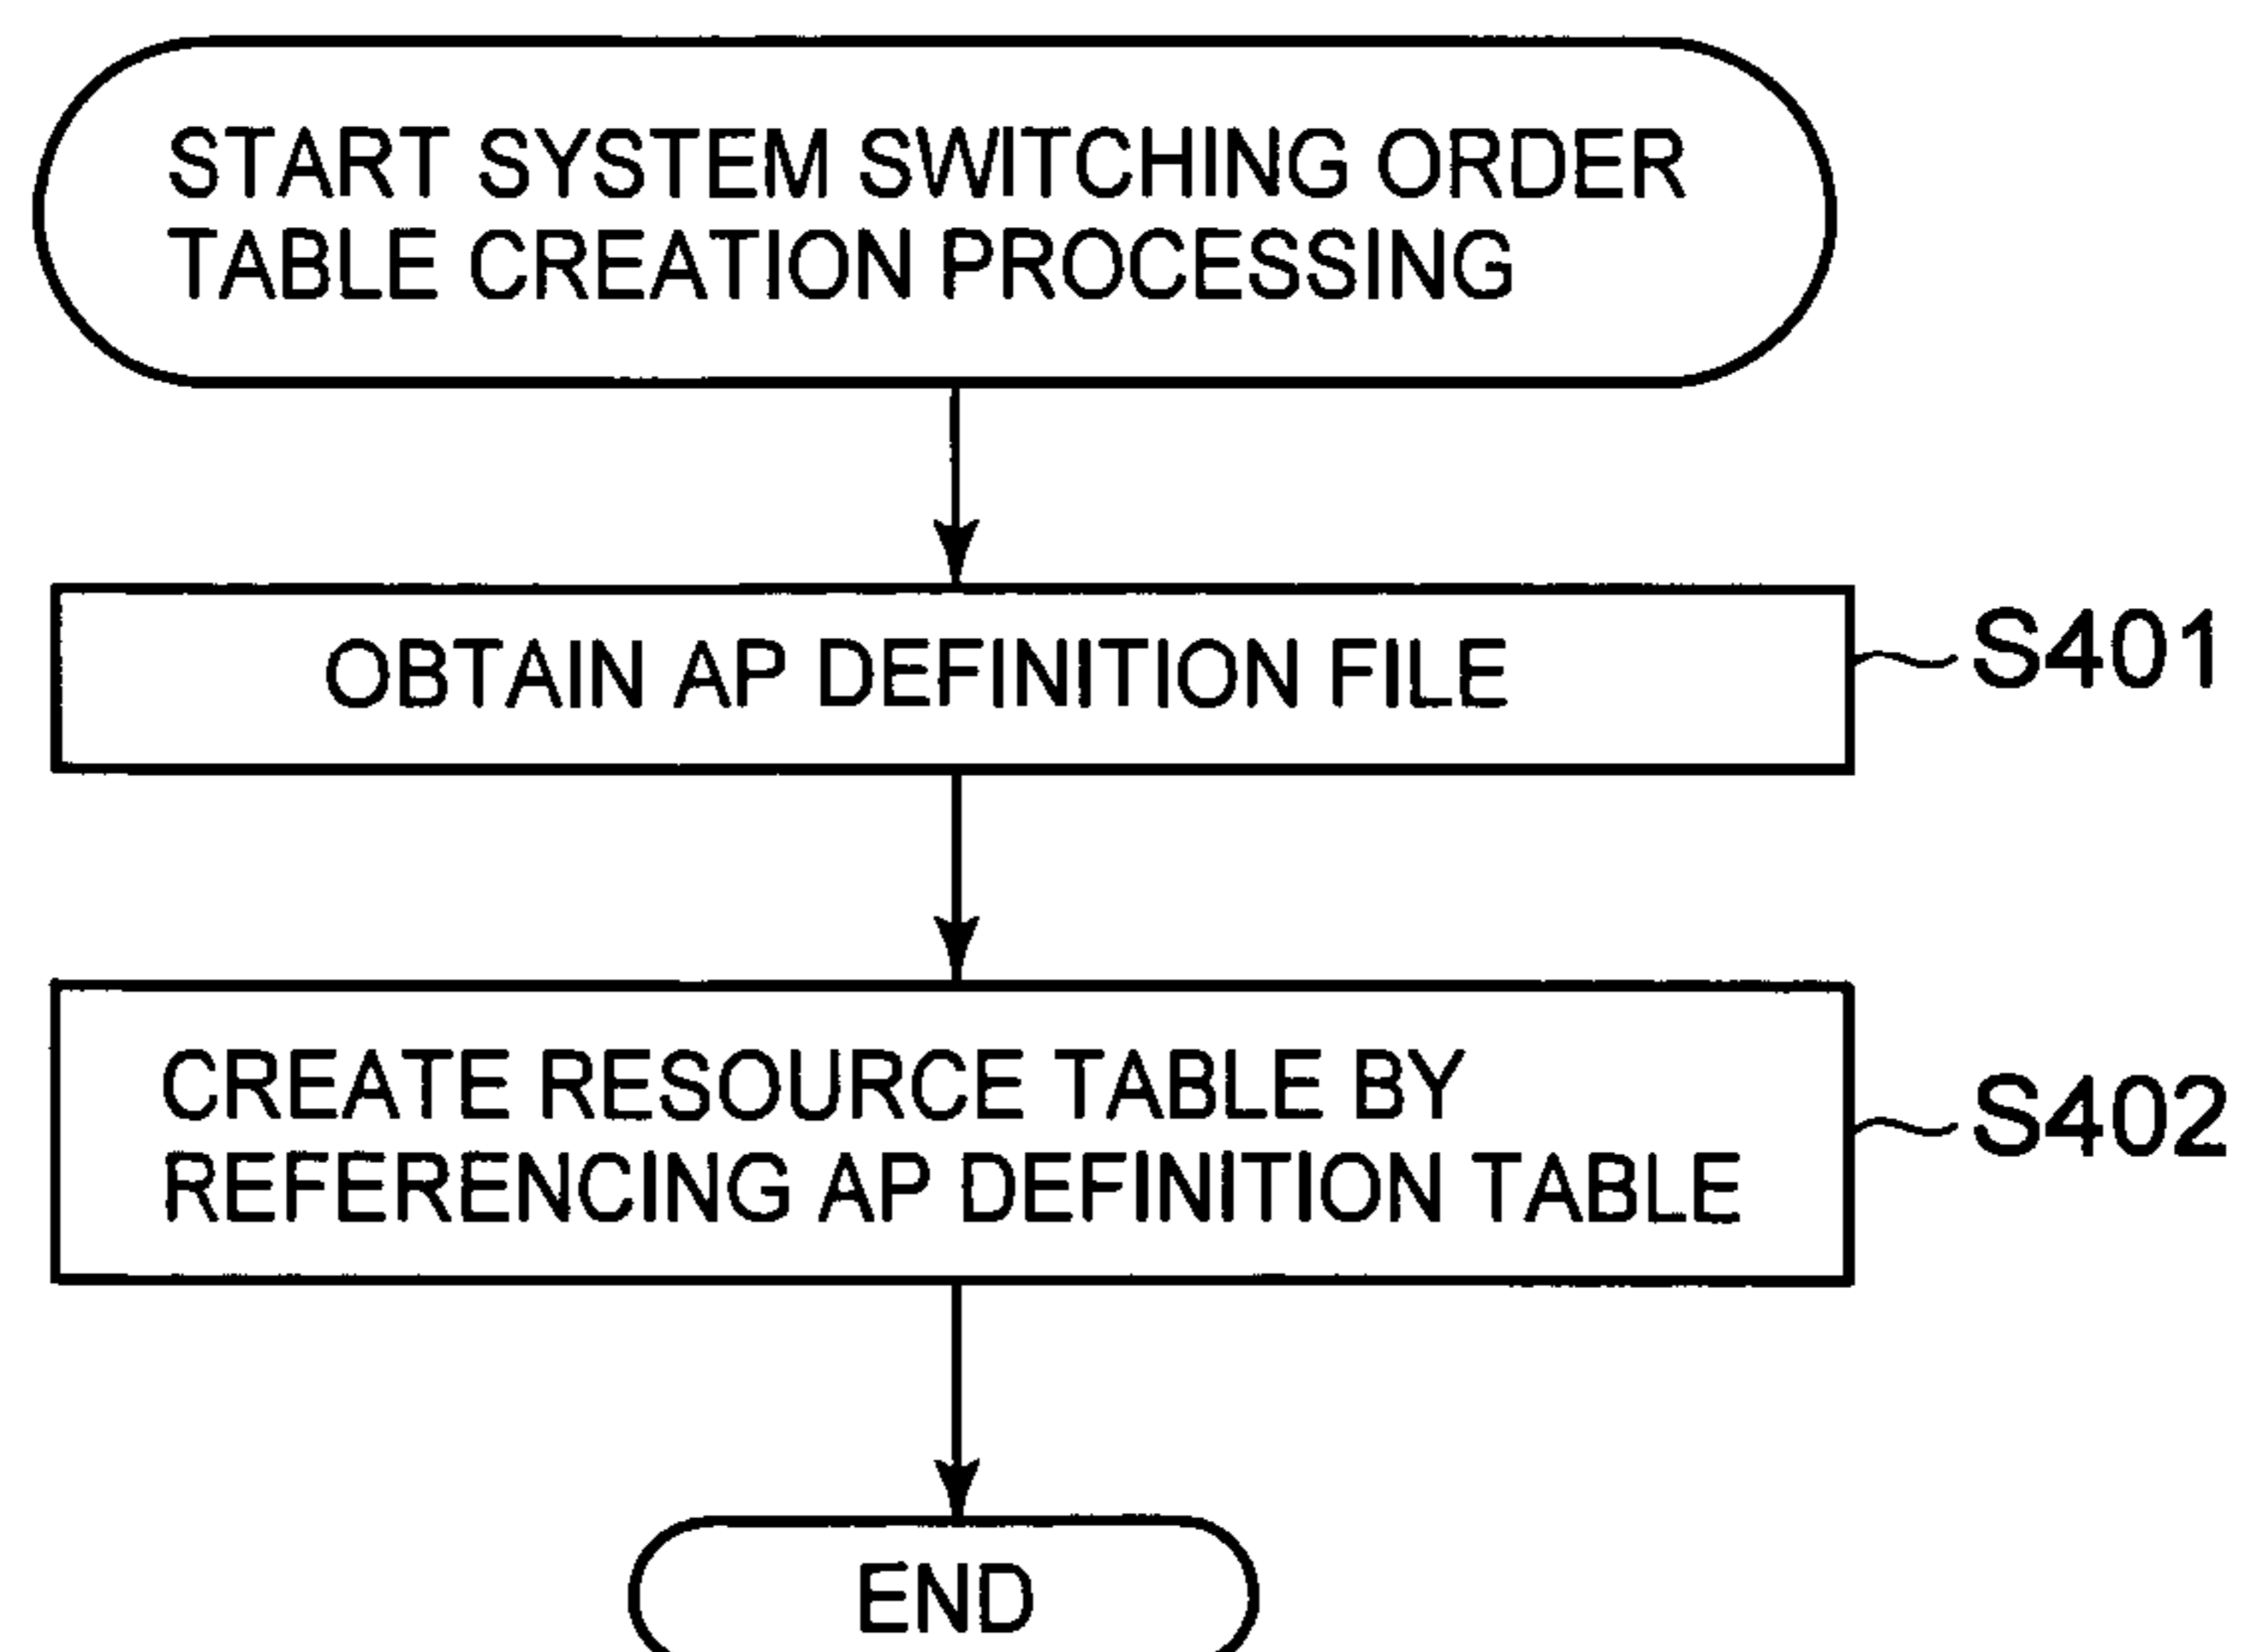 START SYSTEM SWITCHING ORDER
TABLE CREATION PROCESSING
OBTAIN AP DEFINITION FILE
S401
CREATE RESOURCE TABLE BY
REFERENCING AP DEFINITION TABLE
S402
END